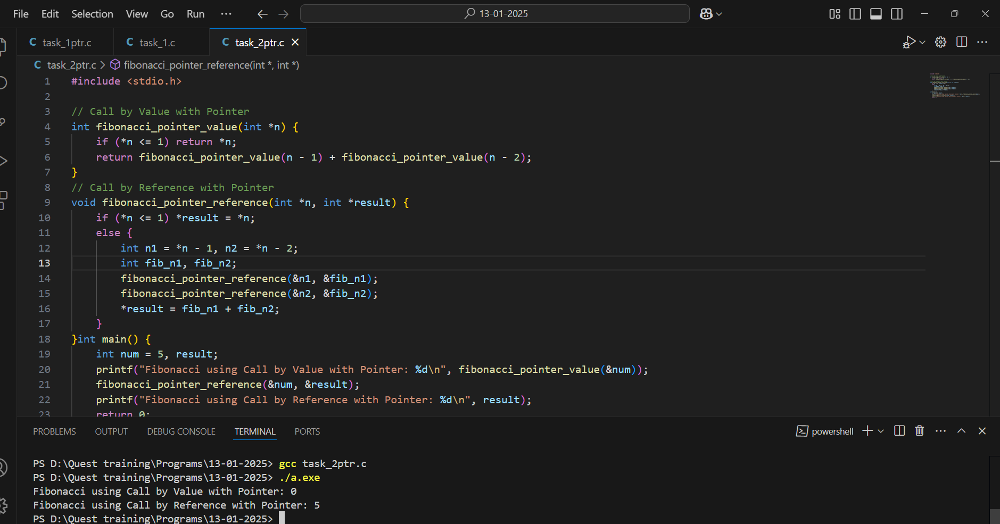 File Edit Selection View Go Run ··· 13-01-2025
task_1ptr.c task_1.c task_2ptr.c
task_2ptr.c > fibonacci_pointer_reference(int *, int *)
1 #include <stdio.h>
2
3 // Call by Value with Pointer
4 int fibonacci_pointer_value(int *n) {
5 if (*n <= 1) return *n;
6 return fibonacci_pointer_value(n - 1) + fibonacci_pointer_value(n - 2);
7 }
8 // Call by Reference with Pointer
9 void fibonacci_pointer_reference(int *n, int *result) {
10 if (*n <= 1) *result = *n;
11 else {
12 int n1 = *n - 1, n2 = *n - 2;
13 int fib_n1, fib_n2;
14 fibonacci_pointer_reference(&n1, &fib_n1);
15 fibonacci_pointer_reference(&n2, &fib_n2);
16 *result = fib_n1 + fib_n2;
17 }
18 }int main() {
19 int num = 5, result;
20 printf("Fibonacci using Call by Value with Pointer: %d\n", fibonacci_pointer_value(&num));
21 fibonacci_pointer_reference(&num, &result);
22 printf("Fibonacci using Call by Reference with Pointer: %d\n", result);
23 return 0;
PROBLEMS OUTPUT DEBUG CONSOLE TERMINAL PORTS powershell
PS D:\Quest training\Programs\13-01-2025> gcc task_2ptr.c
PS D:\Quest training\Programs\13-01-2025> ./a.exe
Fibonacci using Call by Value with Pointer: 0
Fibonacci using Call by Reference with Pointer: 5
PS D:\Quest training\Programs\13-01-2025>